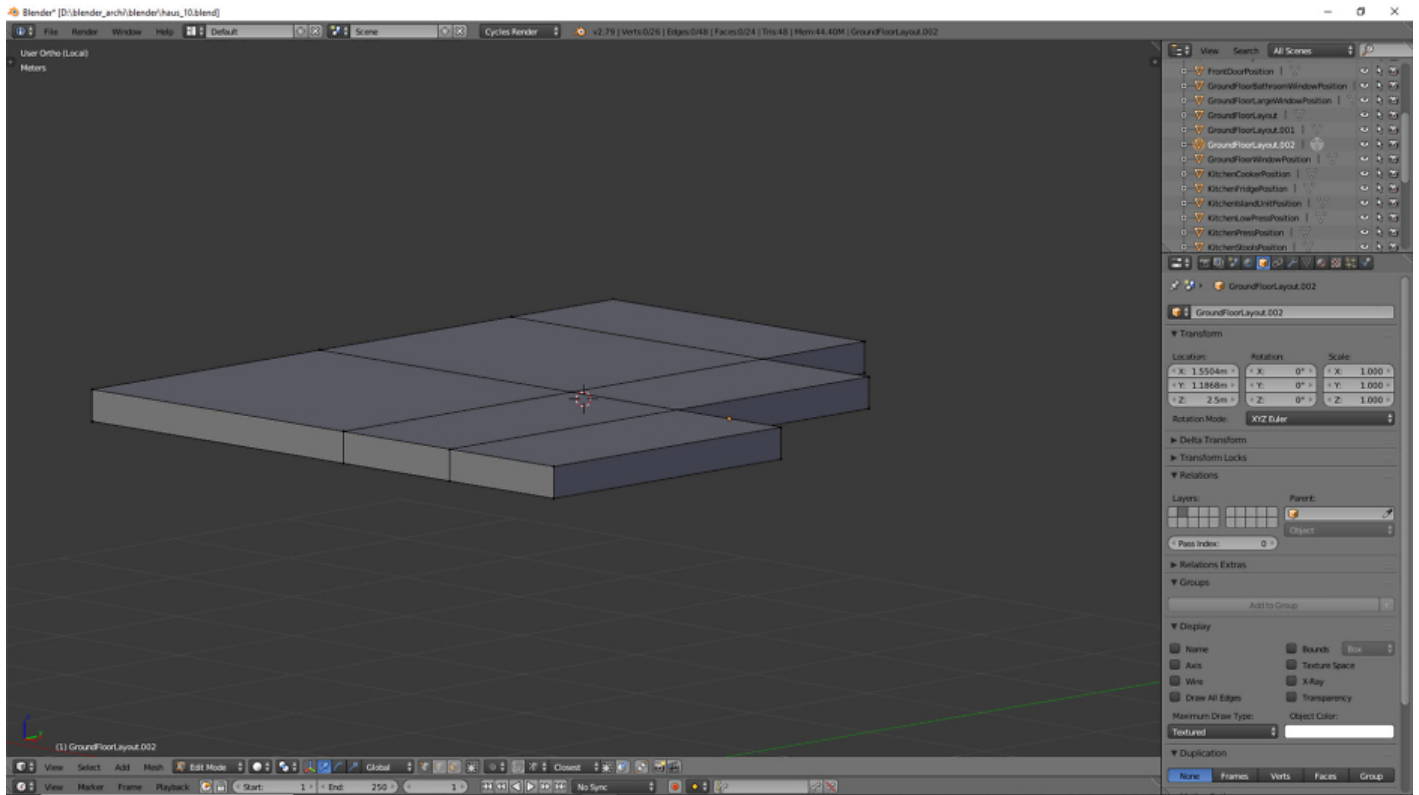 Blender* [D:\blender_archi\blender\haus_10.blend]
File Render Window Help Default Scene Cycles Render v2.79 | Verts:0/26 | Edges:0/48 | Faces:0/24 | Tris:48 | Mem:44.40M | GroundFloorLayout.002
User Ortho (Local)
Meters
View Search All Scenes
FrontDoorPosition
GroundFloorBathroomWindowPosition
GroundFloorLargeWindowPosition
GroundFloorLayout
GroundFloorLayout.001
GroundFloorLayout.002
GroundFloorWindowPosition
KitchenCookerPosition
KitchenFridgePosition
KitchenIslandUnitPosition
KitchenLowPressPosition
KitchenPressPosition
KitchenStoolsPosition
GroundFloorLayout.002
GroundFloorLayout.002
Transform
Location: Rotation: Scale:
X: 1.5504m X: 0° X: 1.000
Y: 1.1868m Y: 0° Y: 1.000
Z: 2.5m Z: 0° Z: 1.000
Rotation Mode: XYZ Euler
Delta Transform
Transform Locks
Relations
Layers: Parent:
Object
Pass Index: 0
Relations Extras
Groups
Add to Group
Display
Name Bounds Box
Axis Texture Space
Wire X-Ray
Draw All Edges Transparency
Maximum Draw Type: Object Color:
Textured
Duplication
None Frames Verts Faces Group
(1) GroundFloorLayout.002
View Select Add Mesh Edit Mode Global Closest
View Marker Frame Playback Start: 1 End: 250 1 No Sync